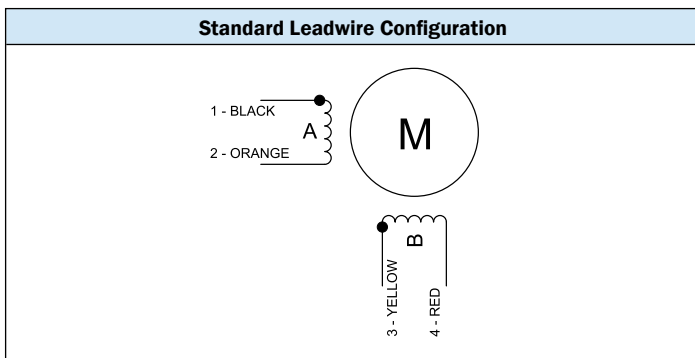 Standard Leadwire Configuration
1 - BLACK
A
2 - ORANGE
M
B
3 - YELLOW
4 - RED